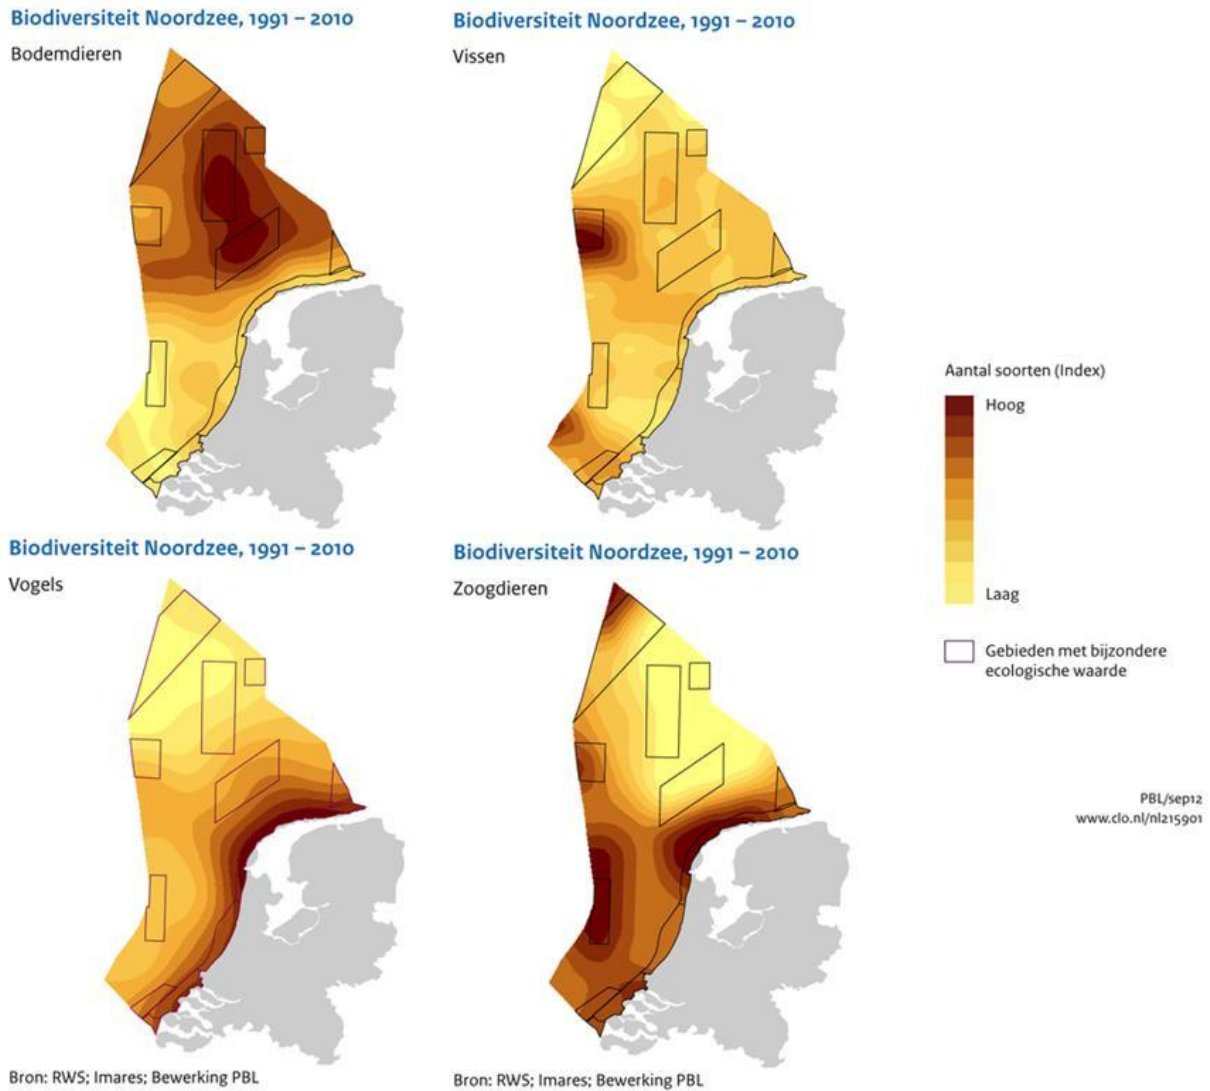 Biodiversiteit Noordzee, 1991 – 2010
Bodemdieren
Biodiversiteit Noordzee, 1991 – 2010
Vissen
Aantal soorten (Index)
Hoog
Laag
Gebieden met bijzondere
ecologische waarde
Biodiversiteit Noordzee, 1991 – 2010
Vogels
Biodiversiteit Noordzee, 1991 – 2010
Zoogdieren
PBL/sep12
www.clo.nl/nl215901
Bron: RWS; Imares; Bewerking PBL
Bron: RWS; Imares; Bewerking PBL